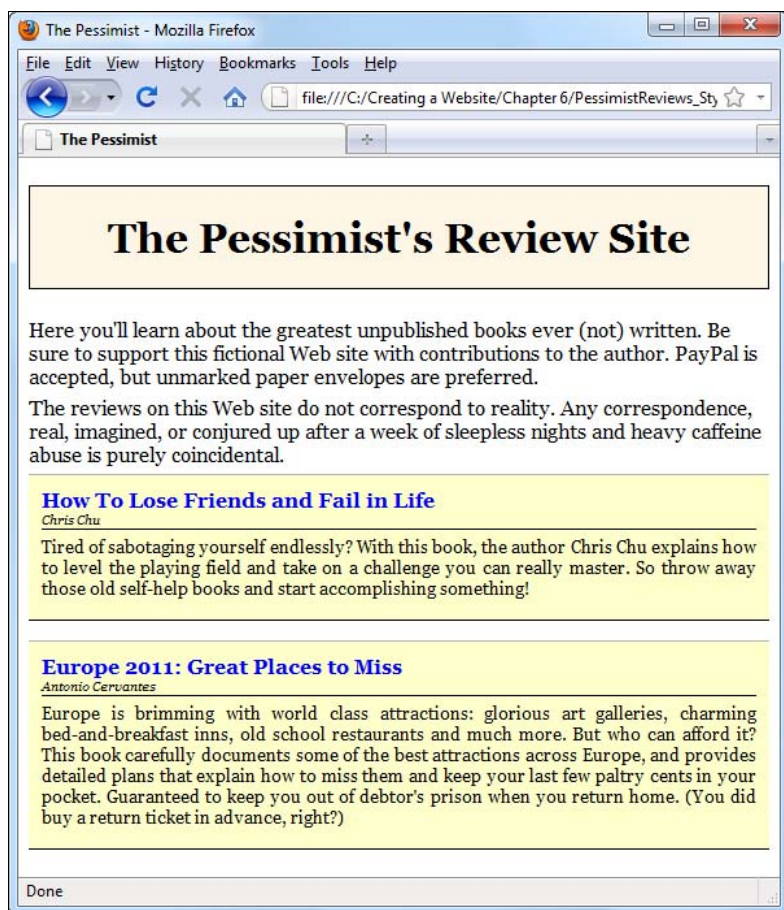 The Pessimist - Mozilla Firefox
File Edit View History Bookmarks Tools Help
file:///C:/Creating a Website/Chapter 6/PessimistReviews_Sty
The Pessimist
The Pessimist's Review Site
Here you'll learn about the greatest unpublished books ever (not) written. Be
sure to support this fictional Web site with contributions to the author. PayPal is
accepted, but unmarked paper envelopes are preferred.
The reviews on this Web site do not correspond to reality. Any correspondence,
real, imagined, or conjured up after a week of sleepless nights and heavy caffeine
abuse is purely coincidental.
How To Lose Friends and Fail in Life
Chris Chu
Tired of sabotaging yourself endlessly? With this book, the author Chris Chu explains how
to level the playing field and take on a challenge you can really master. So throw away
those old self-help books and start accomplishing something!
Europe 2011: Great Places to Miss
Antonio Cervantes
Europe is brimming with world class attractions: glorious art galleries, charming
bed-and-breakfast inns, old school restaurants and much more. But who can afford it?
This book carefully documents some of the best attractions across Europe, and provides
detailed plans that explain how to miss them and keep your last few paltry cents in your
pocket. Guaranteed to keep you out of debtor's prison when you return home. (You did
buy a return ticket in advance, right?)
Done